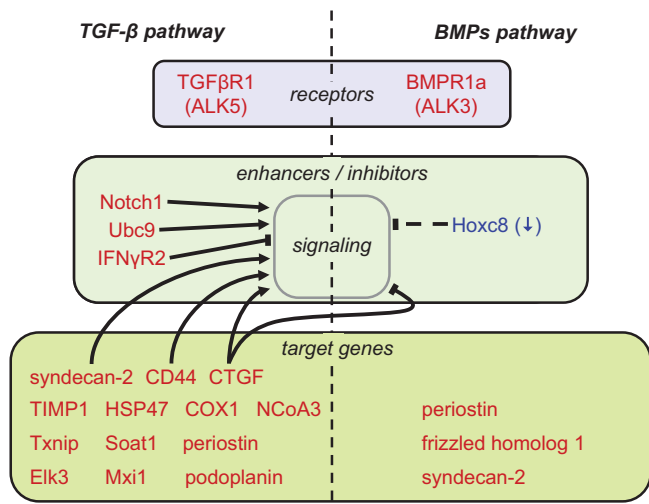 TGF-β pathway
BMPs pathway
TGFβR1
(ALK5)
receptors
BMPR1a
(ALK3)
enhancers / inhibitors
Notch1
Ubc9
IFNγR2
signaling
Hoxc8 (↓)
target genes
syndecan-2 CD44 CTGF
TIMP1 HSP47 COX1 NCoA3 periostin
Txnip Soat1 periostin frizzled homolog 1
Elk3 Mxi1 podoplanin syndecan-2